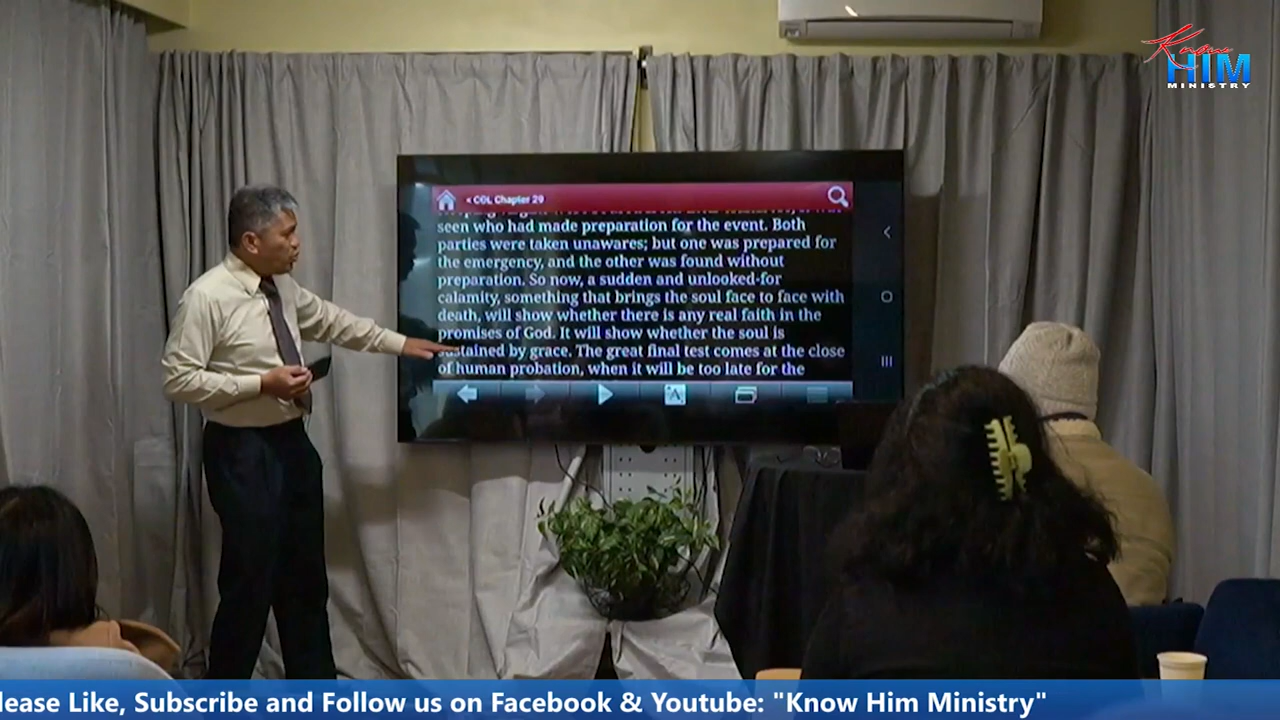 Know
HIM
MINISTRY
< COL Chapter 29
seen who had made preparation for the event. Both
parties were taken unawares; but one was prepared for
the emergency, and the other was found without
preparation. So now, a sudden and unlooked-for
calamity, something that brings the soul face to face with
death, will show whether there is any real faith in the
promises of God. It will show whether the soul is
sustained by grace. The great final test comes at the close
of human probation, when it will be too late for the
A
lease Like, Subscribe and Follow us on Facebook & Youtube: "Know Him Ministry"